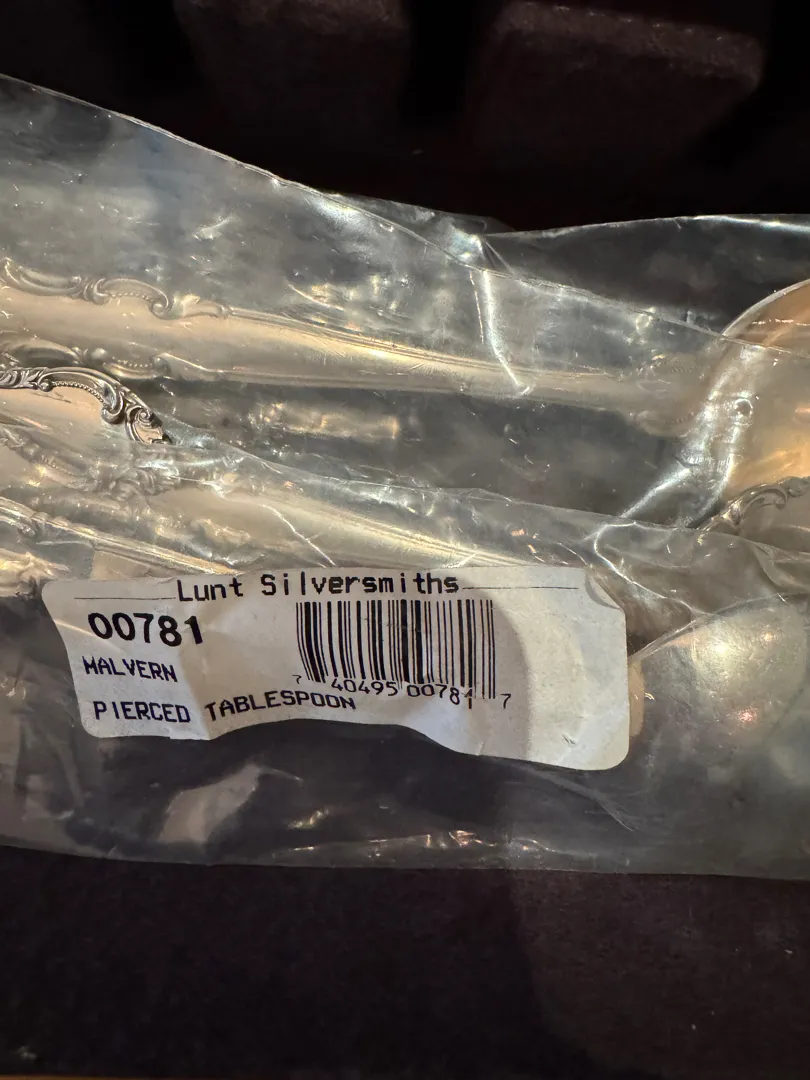 Lunt Silversmiths
00781
MALVERN
7 40495 00781 7
PIERCED TABLESPOON